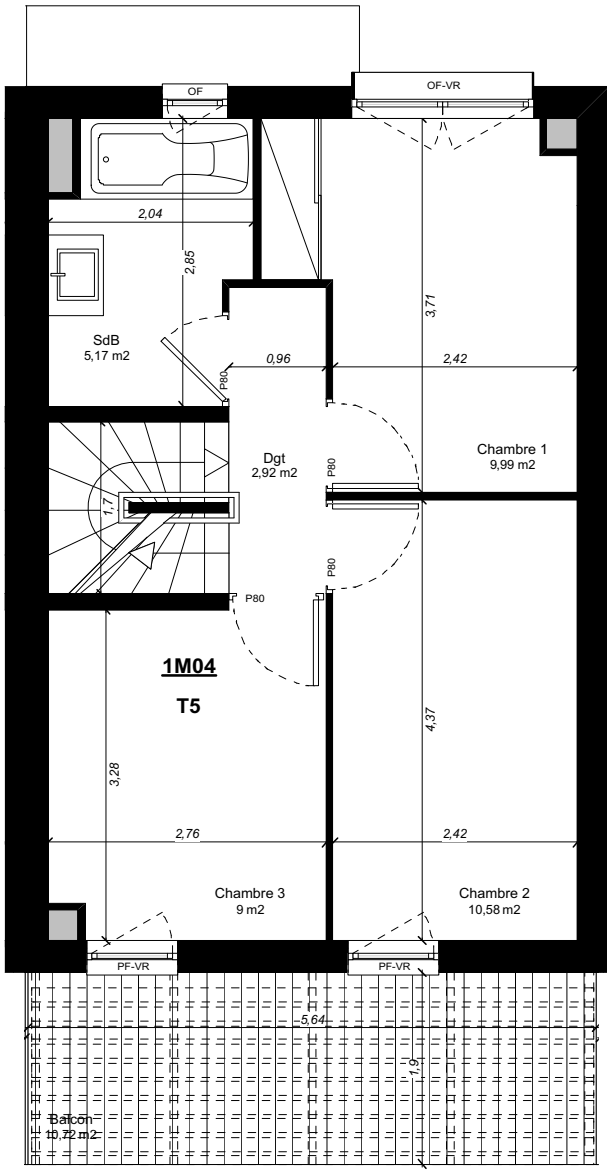 OF
OF-VR
2,04
2,85
3,71
SdB
5,17 m2
P80
0,96
2,42
Dgt
2,92 m2
Chambre 1
9,99 m2
P80
1,7
P80
P80
1M04
T5
3,28
4,37
2,76
2,42
Chambre 3
9 m2
Chambre 2
10,58 m2
PF-VR
PF-VR
5,64
1,9
Balcon
10,72 m2